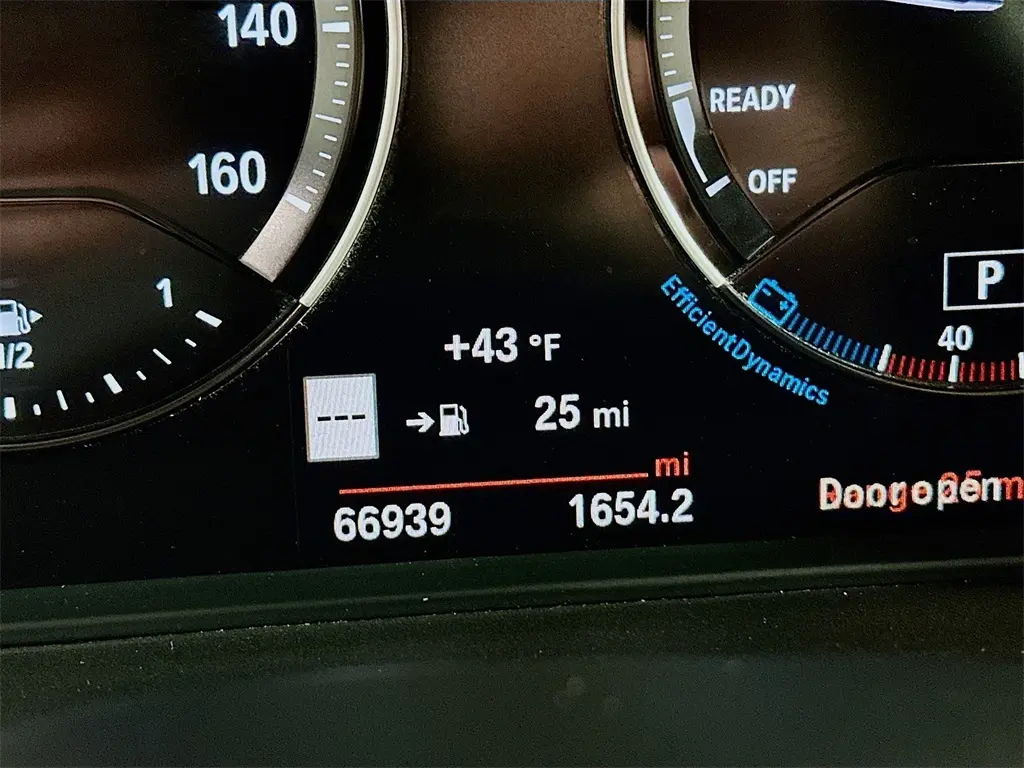 140
160
READY
OFF
1
1/2
P
40
EfficientDynamics
+43 °F
---
25 mi
mi
66939
1654.2